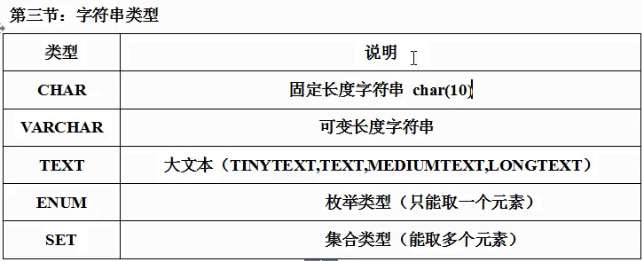 第三节：字符串类型
类型 说明
CHAR 固定长度字符串 char(10)
VARCHAR 可变长度字符串
TEXT 大文本（TINYTEXT,TEXT,MEDIUMTEXT,LONGTEXT）
ENUM 枚举类型（只能取一个元素）
SET 集合类型（能取多个元素）